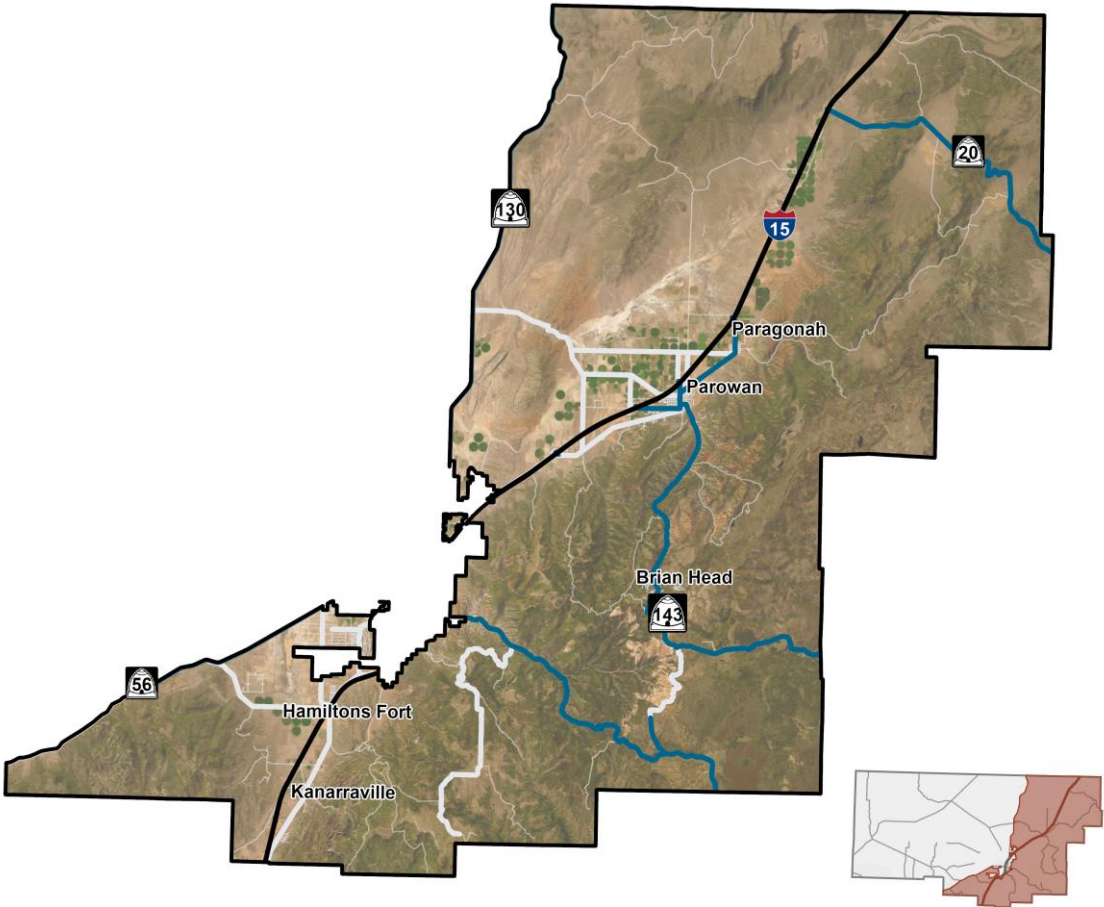 20
130
15
Paragonah
Parowan
Brian Head
143
56
Hamiltons Fort
Kanarraville